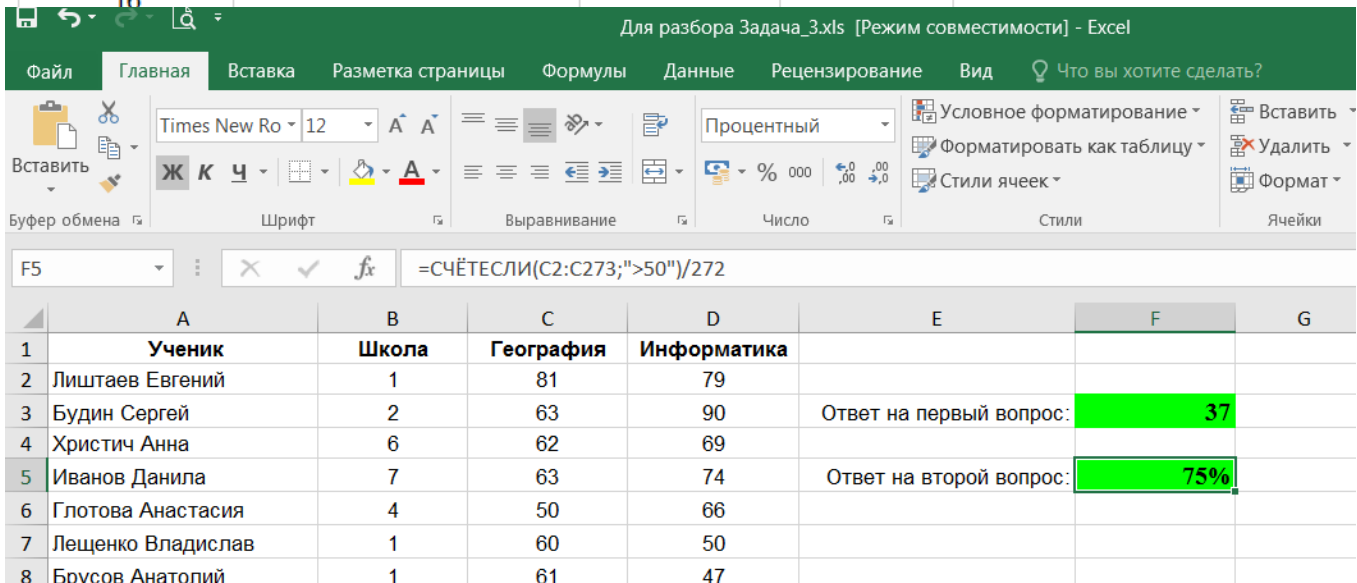 16
Для разбора Задача_3.xls [Режим совместимости] - Excel
Файл Главная Вставка Разметка страницы Формулы Данные Рецензирование Вид Что вы хотите сделать?
Вставить
Times New Ro 12
Ж К Ч
Процентный
% 000
Условное форматирование
Форматировать как таблицу
Стили ячеек
Вставить
Удалить
Формат
Буфер обмена Шрифт Выравнивание Число Стили Ячейки
F5 fx =СЧЁТЕСЛИ(C2:C273;">50")/272
A B C D E F G
1 Ученик Школа География Информатика
2 Лиштаев Евгений 1 81 79
3 Будин Сергей 2 63 90 Ответ на первый вопрос: 37
4 Христич Анна 6 62 69
5 Иванов Данила 7 63 74 Ответ на второй вопрос: 75%
6 Глотова Анастасия 4 50 66
7 Лещенко Владислав 1 60 50
8 Брусов Анатолий 1 61 47